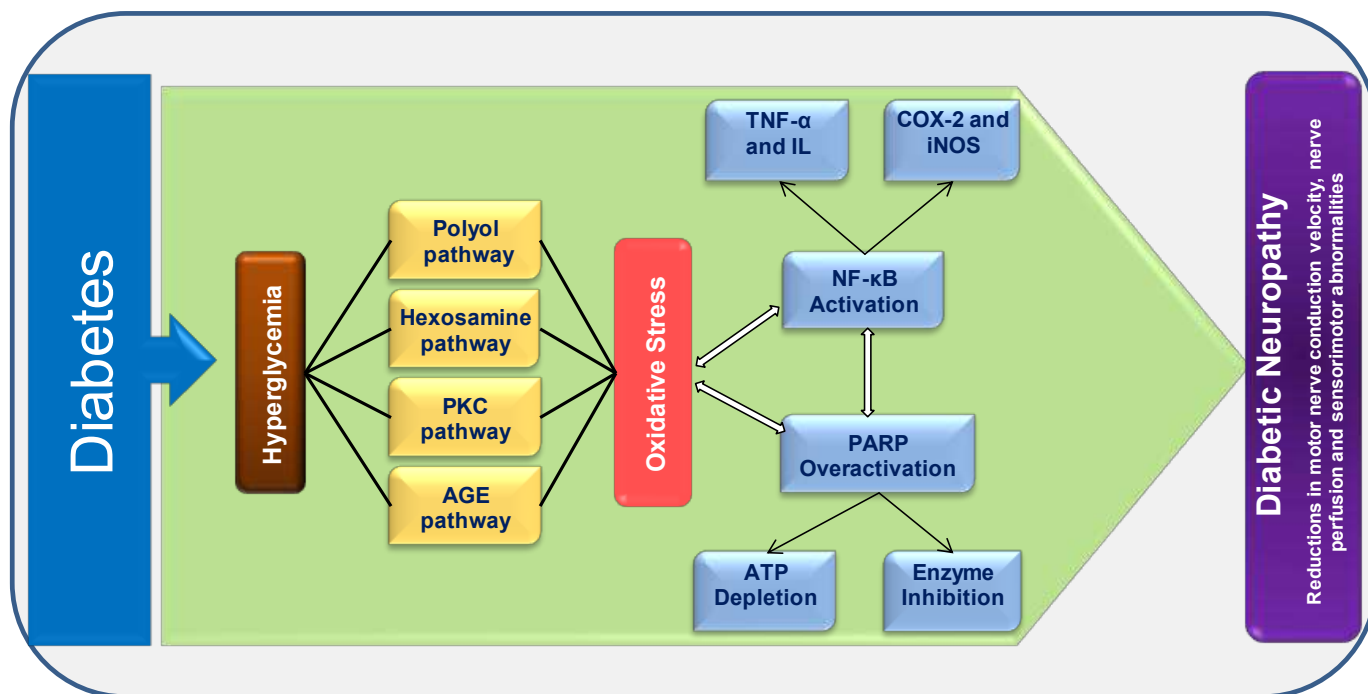 Diabetes
Hyperglycemia
Polyol
pathway
Hexosamine
pathway
PKC
pathway
AGE
pathway
Oxidative Stress
TNF-α
and IL
COX-2 and
iNOS
NF-κB
Activation
PARP
Overactivation
ATP
Depletion
Enzyme
Inhibition
Diabetic Neuropathy
Reductions in motor nerve conduction velocity, nerve
perfusion and sensorimotor abnormalities